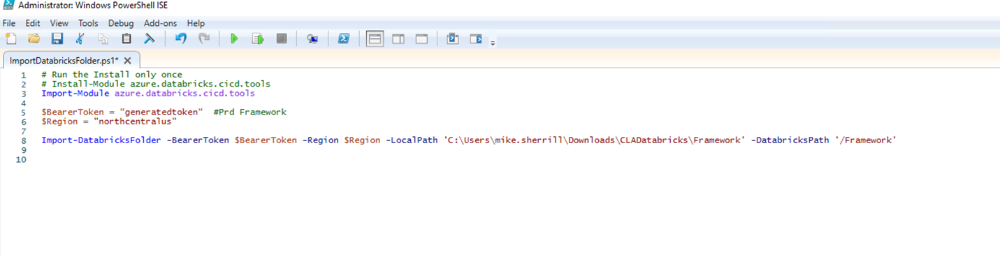 Administrator: Windows PowerShell ISE
File Edit View Tools Debug Add-ons Help
ImportDatabricksFolder.ps1*
1 # Run the Install only once
2 # Install-Module azure.databricks.cicd.tools
3 Import-Module azure.databricks.cicd.tools
4
5 $BearerToken = "generatedtoken“ #Prd Framework
6 $Region = "northcentralus"
7
8 Import-DatabricksFolder -BearerToken $BearerToken -Region $Region -LocalPath 'C:\Users\mike.sherrill\Downloads\CLADatabricks\Framework' -DatabricksPath '/Framework'
9
10